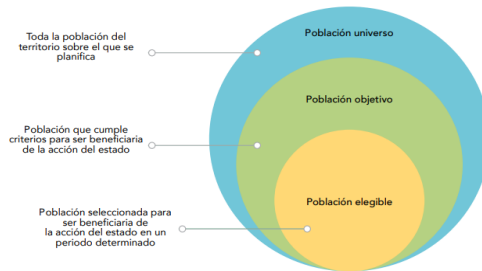 Toda la población del
territorio sobre el que se
planifica
Población universo
Población que cumple
criterios para ser beneficiaria
de la acción del estado
Población objetivo
Población seleccionada para
ser beneficiaria de
la acción del estado en un
periodo determinado
Población elegible